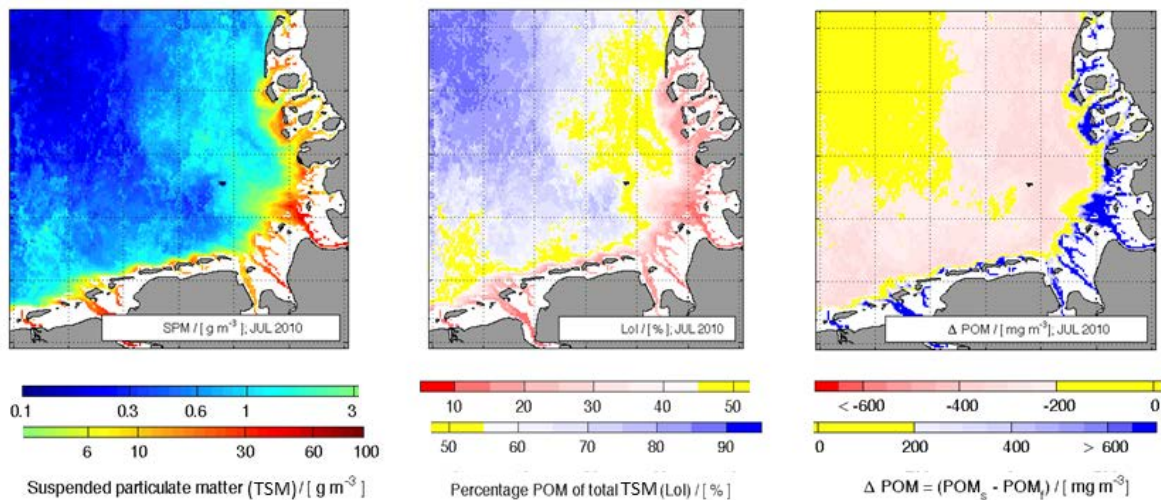 SPM / [ g m⁻³ ]; JUL 2010
LoI / [ % ]; JUL 2010
Δ POM / [ mg m⁻³ ]; JUL 2010
0.1 0.3 0.6 1 3
6 10 30 60 100
Suspended particulate matter (TSM) / [ g m⁻³ ]
10 20 30 40 50
50 60 70 80 90
Percentage POM of total TSM (LoI) / [ % ]
< -600 -400 -200 0
0 200 400 > 600
Δ POM = (POMₛ - POM) / [ mg m⁻³ ]